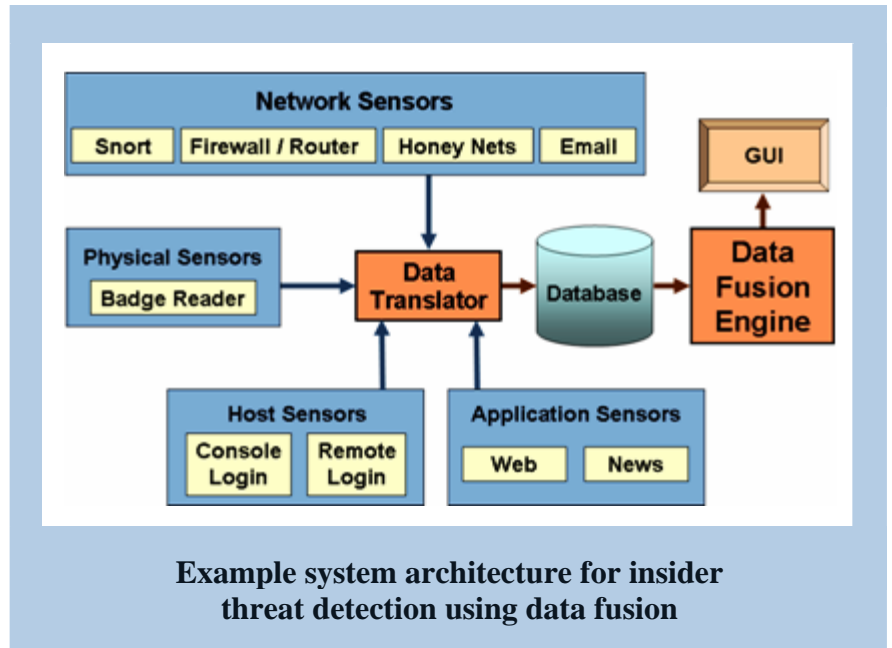 Network Sensors
Snort
Firewall / Router
Honey Nets
Email
GUI
Physical Sensors
Badge Reader
Data
Translator
Database
Data
Fusion
Engine
Host Sensors
Console
Login
Remote
Login
Application Sensors
Web
News
Example system architecture for insider
threat detection using data fusion